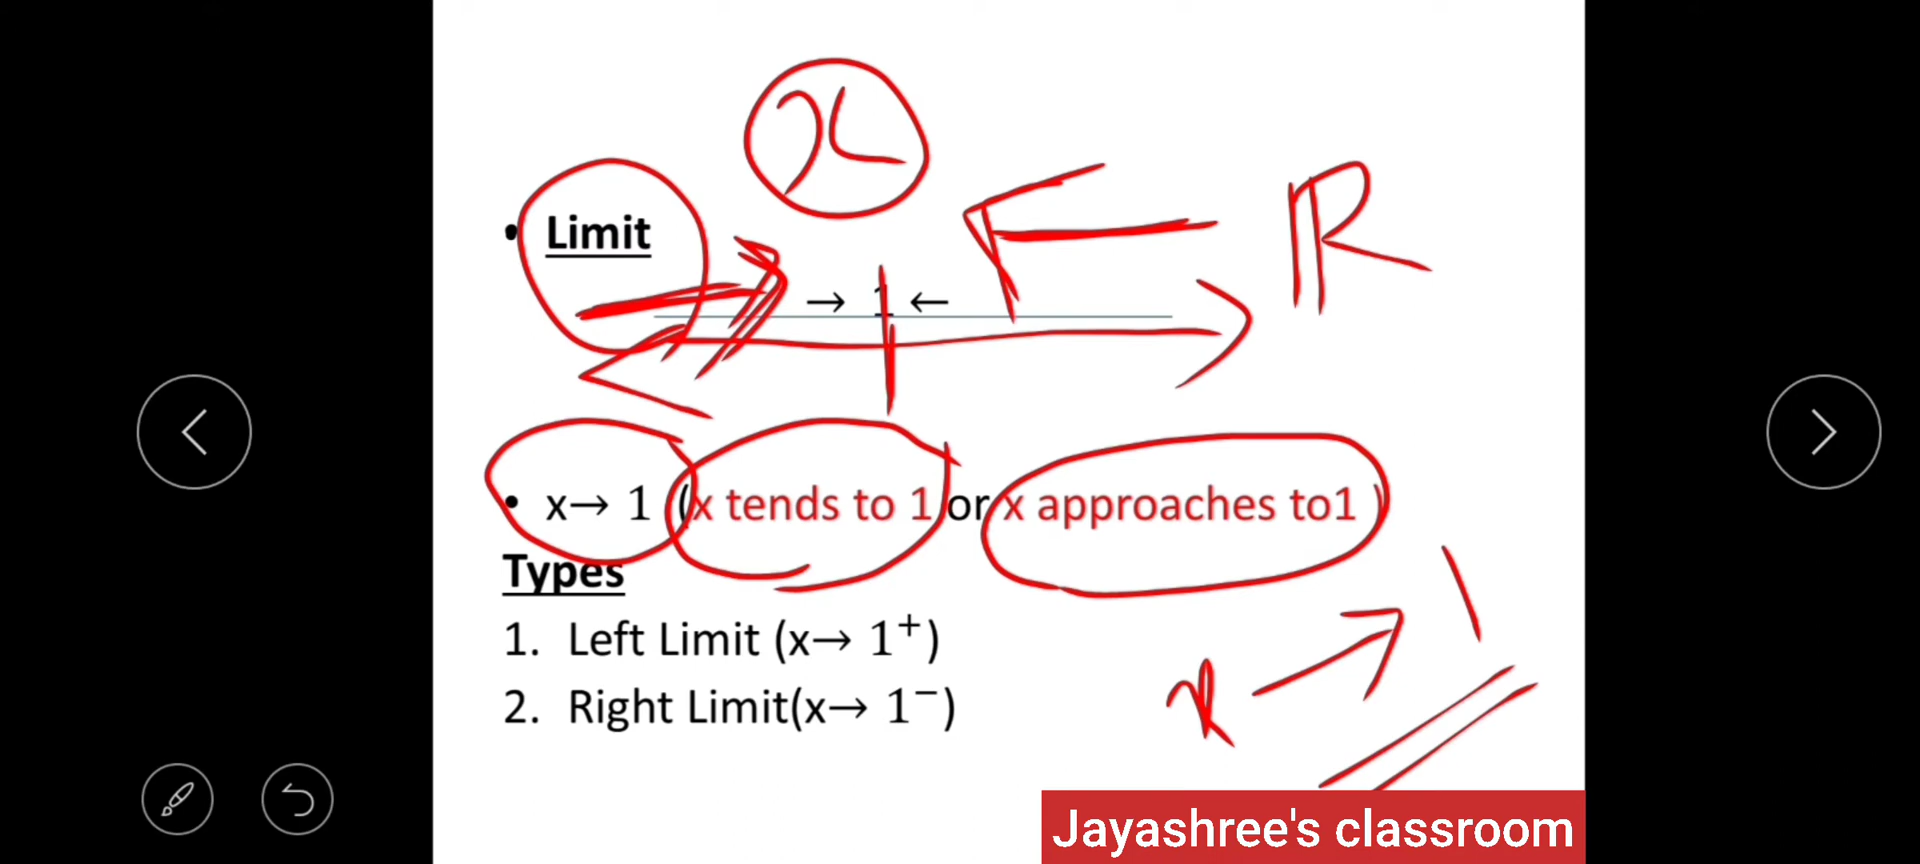 x
• Limit
R
→ 1 ←
• x→ 1 (x tends to 1 or x approaches to1 )
Types
1. Left Limit (x→ 1⁺)
2. Right Limit(x→ 1⁻)
x → 1
Jayashree's classroom